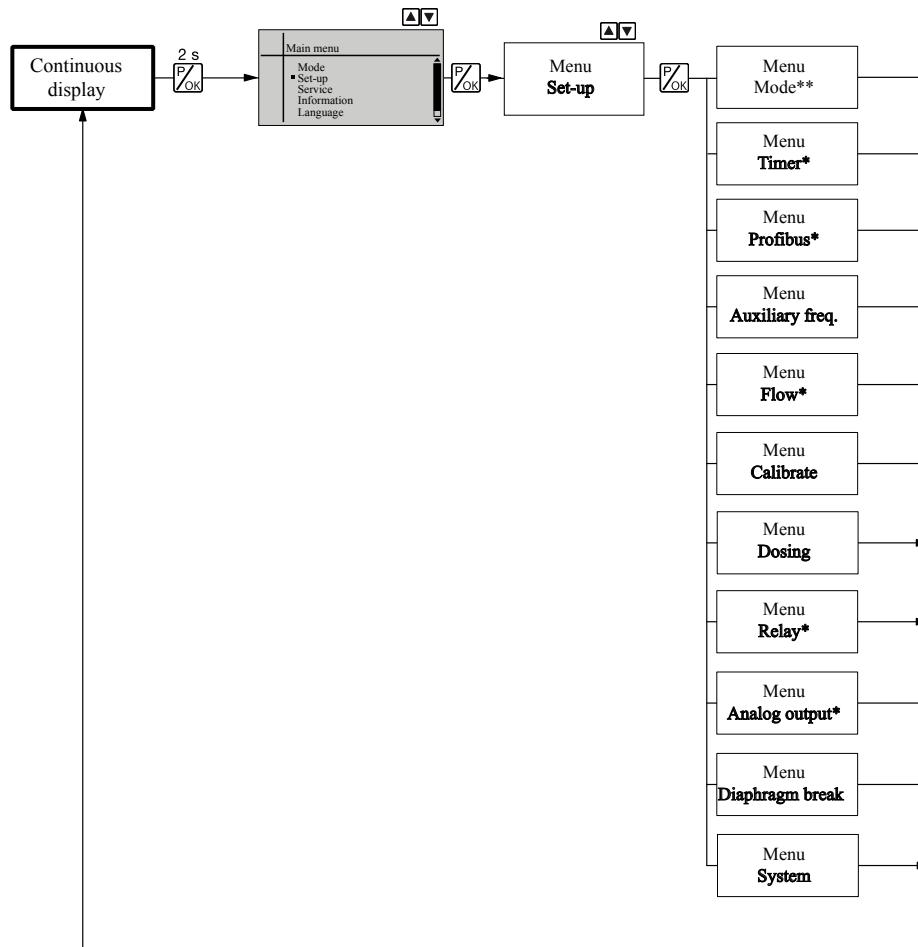 Continuous
display
2 s
P/OK
Main menu
Mode
Set-up
Service
Information
Language
P/OK
Menu
Set-up
P/OK
Menu
Mode**
Menu
Timer*
Menu
Profibus*
Menu
Auxiliary freq.
Menu
Flow*
Menu
Calibrate
Menu
Dosing
Menu
Relay*
Menu
Analog output*
Menu
Diaphragm break
Menu
System